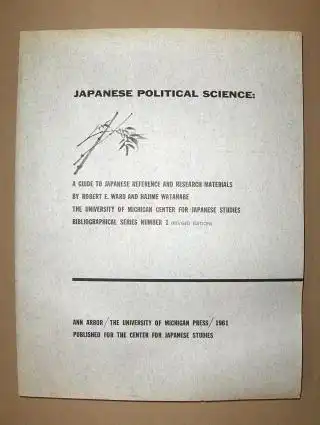 JAPANESE POLITICAL SCIENCE:
A GUIDE TO JAPANESE REFERENCE AND RESEARCH MATERIALS
BY ROBERT E. WARD AND HAJIME WATANABE
THE UNIVERSITY OF MICHIGAN CENTER FOR JAPANESE STUDIES
BIBLIOGRAPHICAL SERIES NUMBER 1 (REVISED EDITION)
ANN ARBOR/THE UNIVERSITY OF MICHIGAN PRESS/1961
PUBLISHED FOR THE CENTER FOR JAPANESE STUDIES